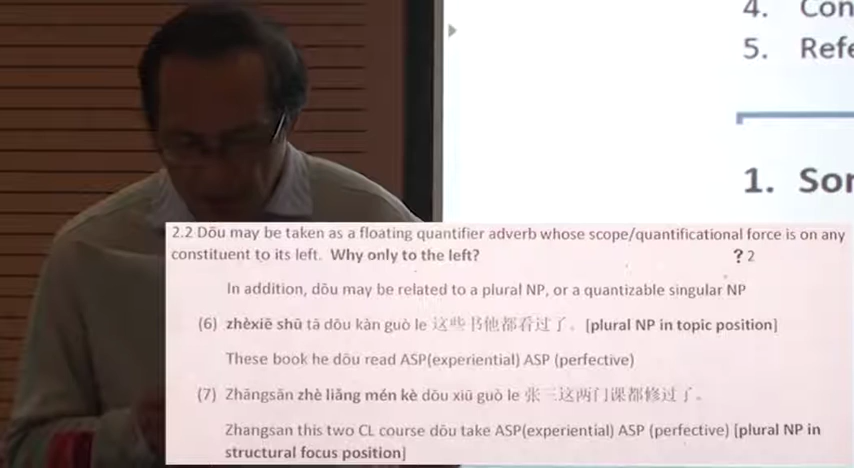 4. Con
5. Refe
1. Sor
2.2 Dōu may be taken as a floating quantifier adverb whose scope/quantificational force is on any
constituent to its left. Why only to the left? ? 2
In addition, dōu may be related to a plural NP, or a quantizable singular NP
(6) zhèxiē shū tā dōu kàn guò le 这些书他都看过了。[plural NP in topic position]
These book he dōu read ASP(experiential) ASP (perfective)
(7) Zhāngsān zhè liǎng mén kè dōu xiū guò le 张三这两门课都修过了。
Zhangsan this two CL course dōu take ASP(experiential) ASP (perfective) [plural NP in
structural focus position]